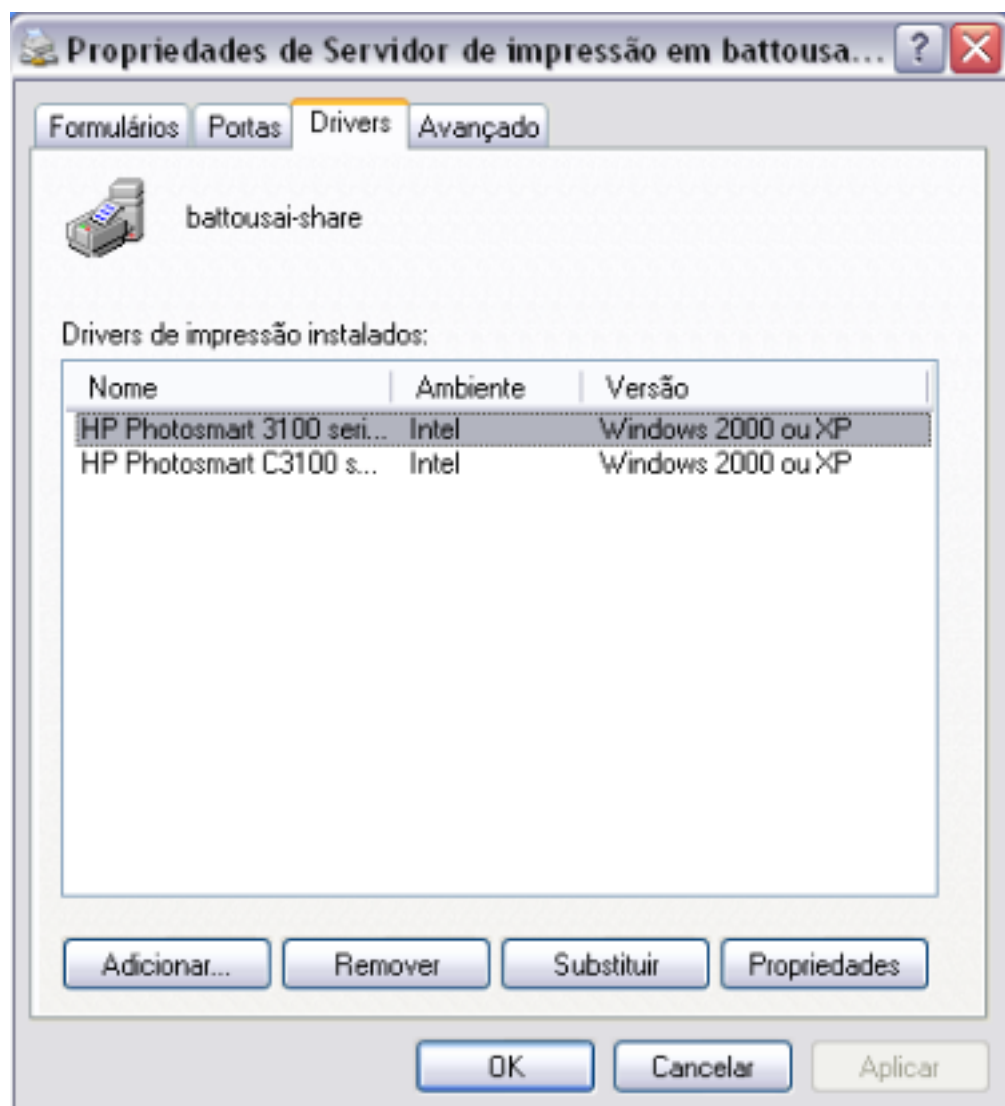 Propriedades de Servidor de impressão em battousa...
Formulários Portas Drivers Avançado
battousai-share
Drivers de impressão instalados:
Nome Ambiente Versão
HP Photosmart 3100 seri... Intel Windows 2000 ou XP
HP Photosmart C3100 s... Intel Windows 2000 ou XP
Adicionar... Remover Substituir Propriedades
OK Cancelar Aplicar